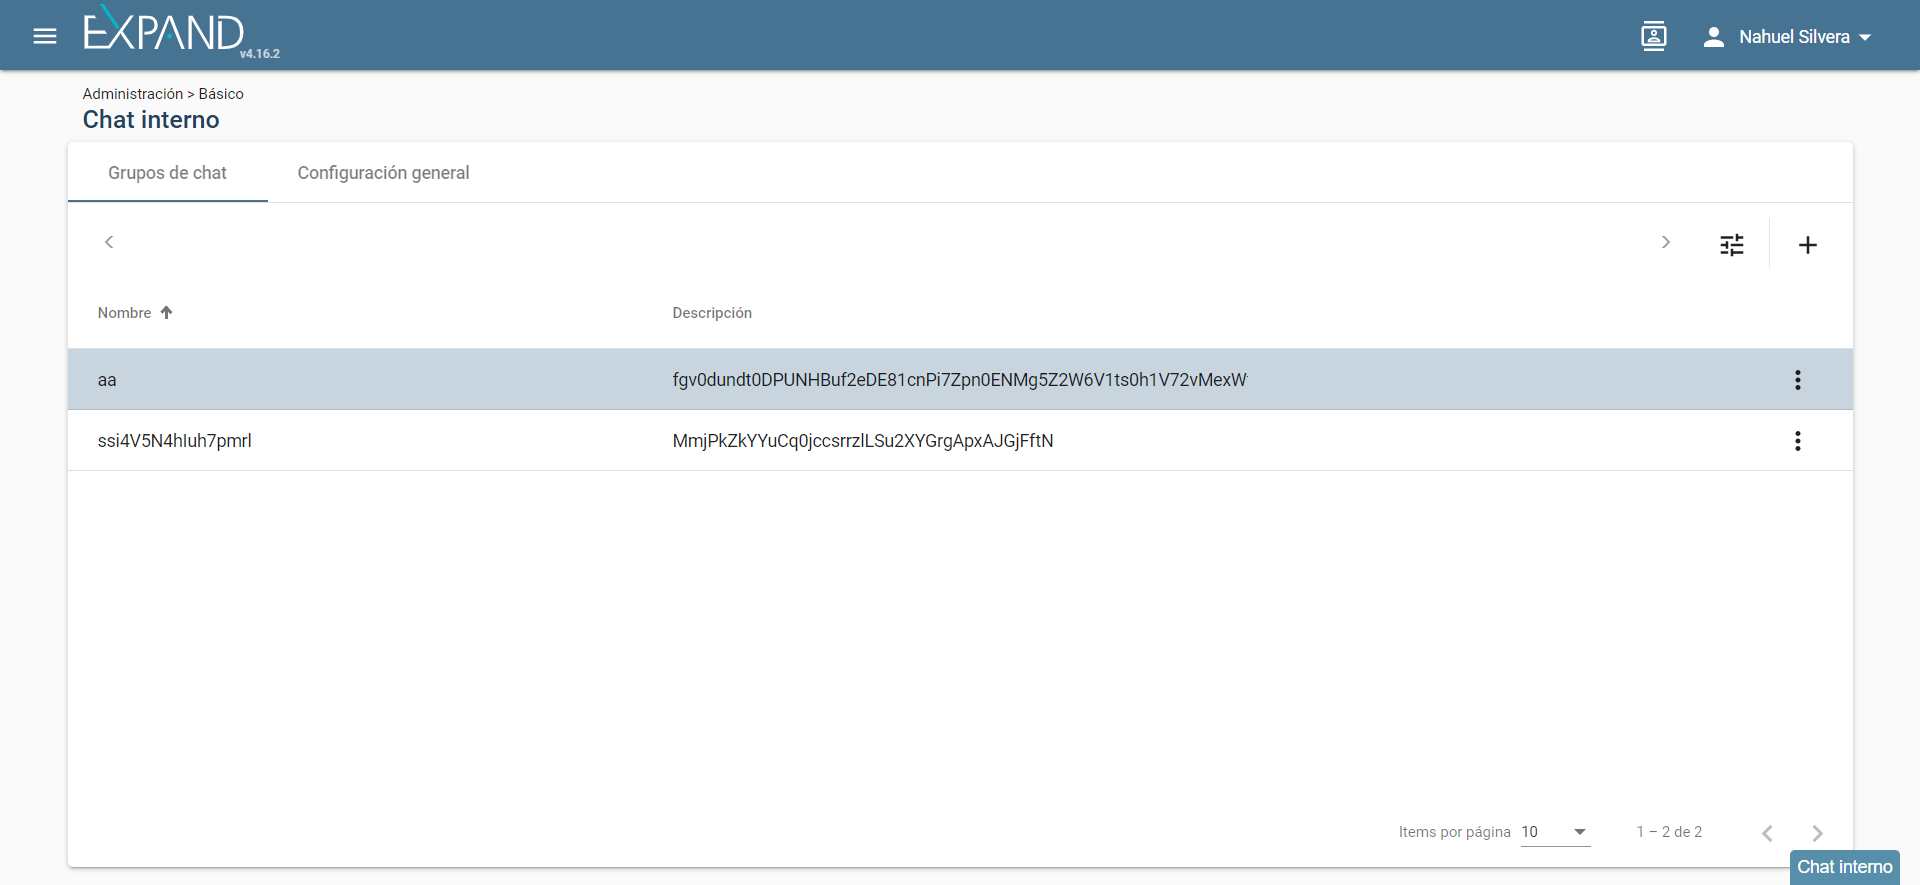 EXPAND
v4.16.2
Nahuel Silvera
Administración > Básico
Chat interno
Grupos de chat
Configuración general
Nombre
Descripción
aa
fgv0dundt0DPUNHBuf2eDE81cnPi7Zpn0ENMg5Z2W6V1ts0h1V72vMexW
ssi4V5N4hIuh7pmrl
MmjPkZkYYuCq0jccsrrzlLSu2XYGrgApxAJGjFftN
Items por página
10
1 – 2 de 2
Chat interno